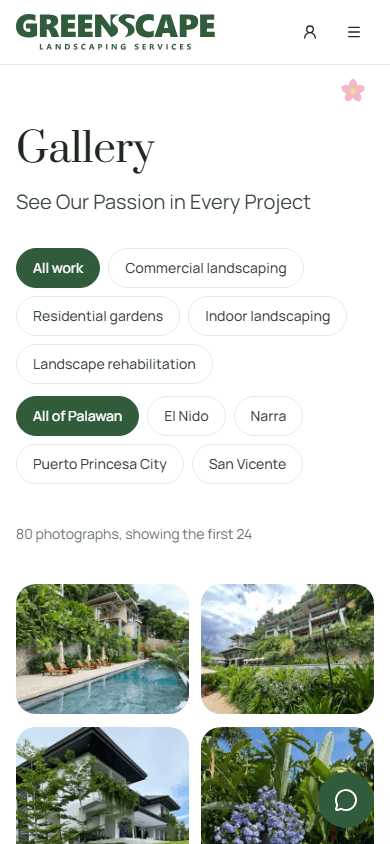 GREENSCAPE
LANDSCAPING SERVICES
Gallery
See Our Passion in Every Project
All work
Commercial landscaping
Residential gardens
Indoor landscaping
Landscape rehabilitation
All of Palawan
El Nido
Narra
Puerto Princesa City
San Vicente
80 photographs, showing the first 24